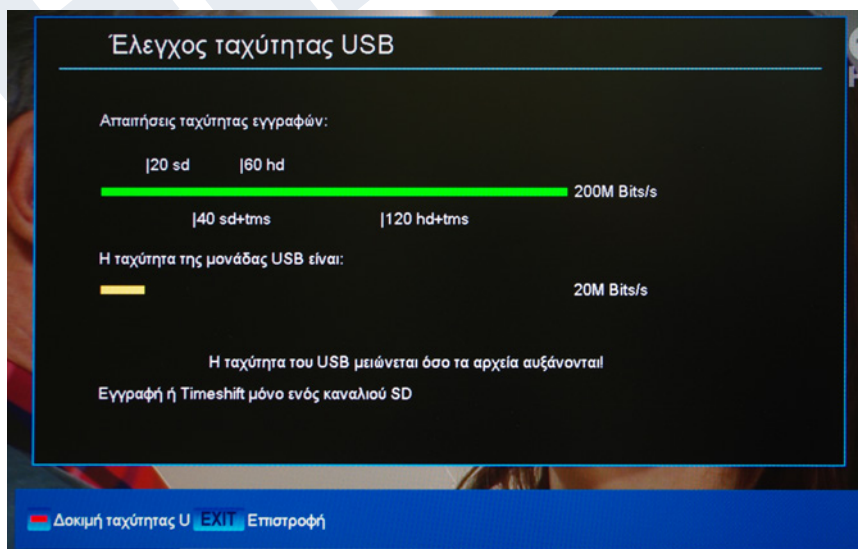 Έλεγχος ταχύτητας USB
Απαιτήσεις ταχύτητας εγγραφών:
|20 sd |60 hd
200M Bits/s
|40 sd+tms |120 hd+tms
Η ταχύτητα της μονάδας USB είναι:
20M Bits/s
Η ταχύτητα του USB μειώνεται όσο τα αρχεία αυξάνονται!
Εγγραφή ή Timeshift μόνο ενός καναλιού SD
Δοκιμή ταχύτητας U EXIT Επιστροφή